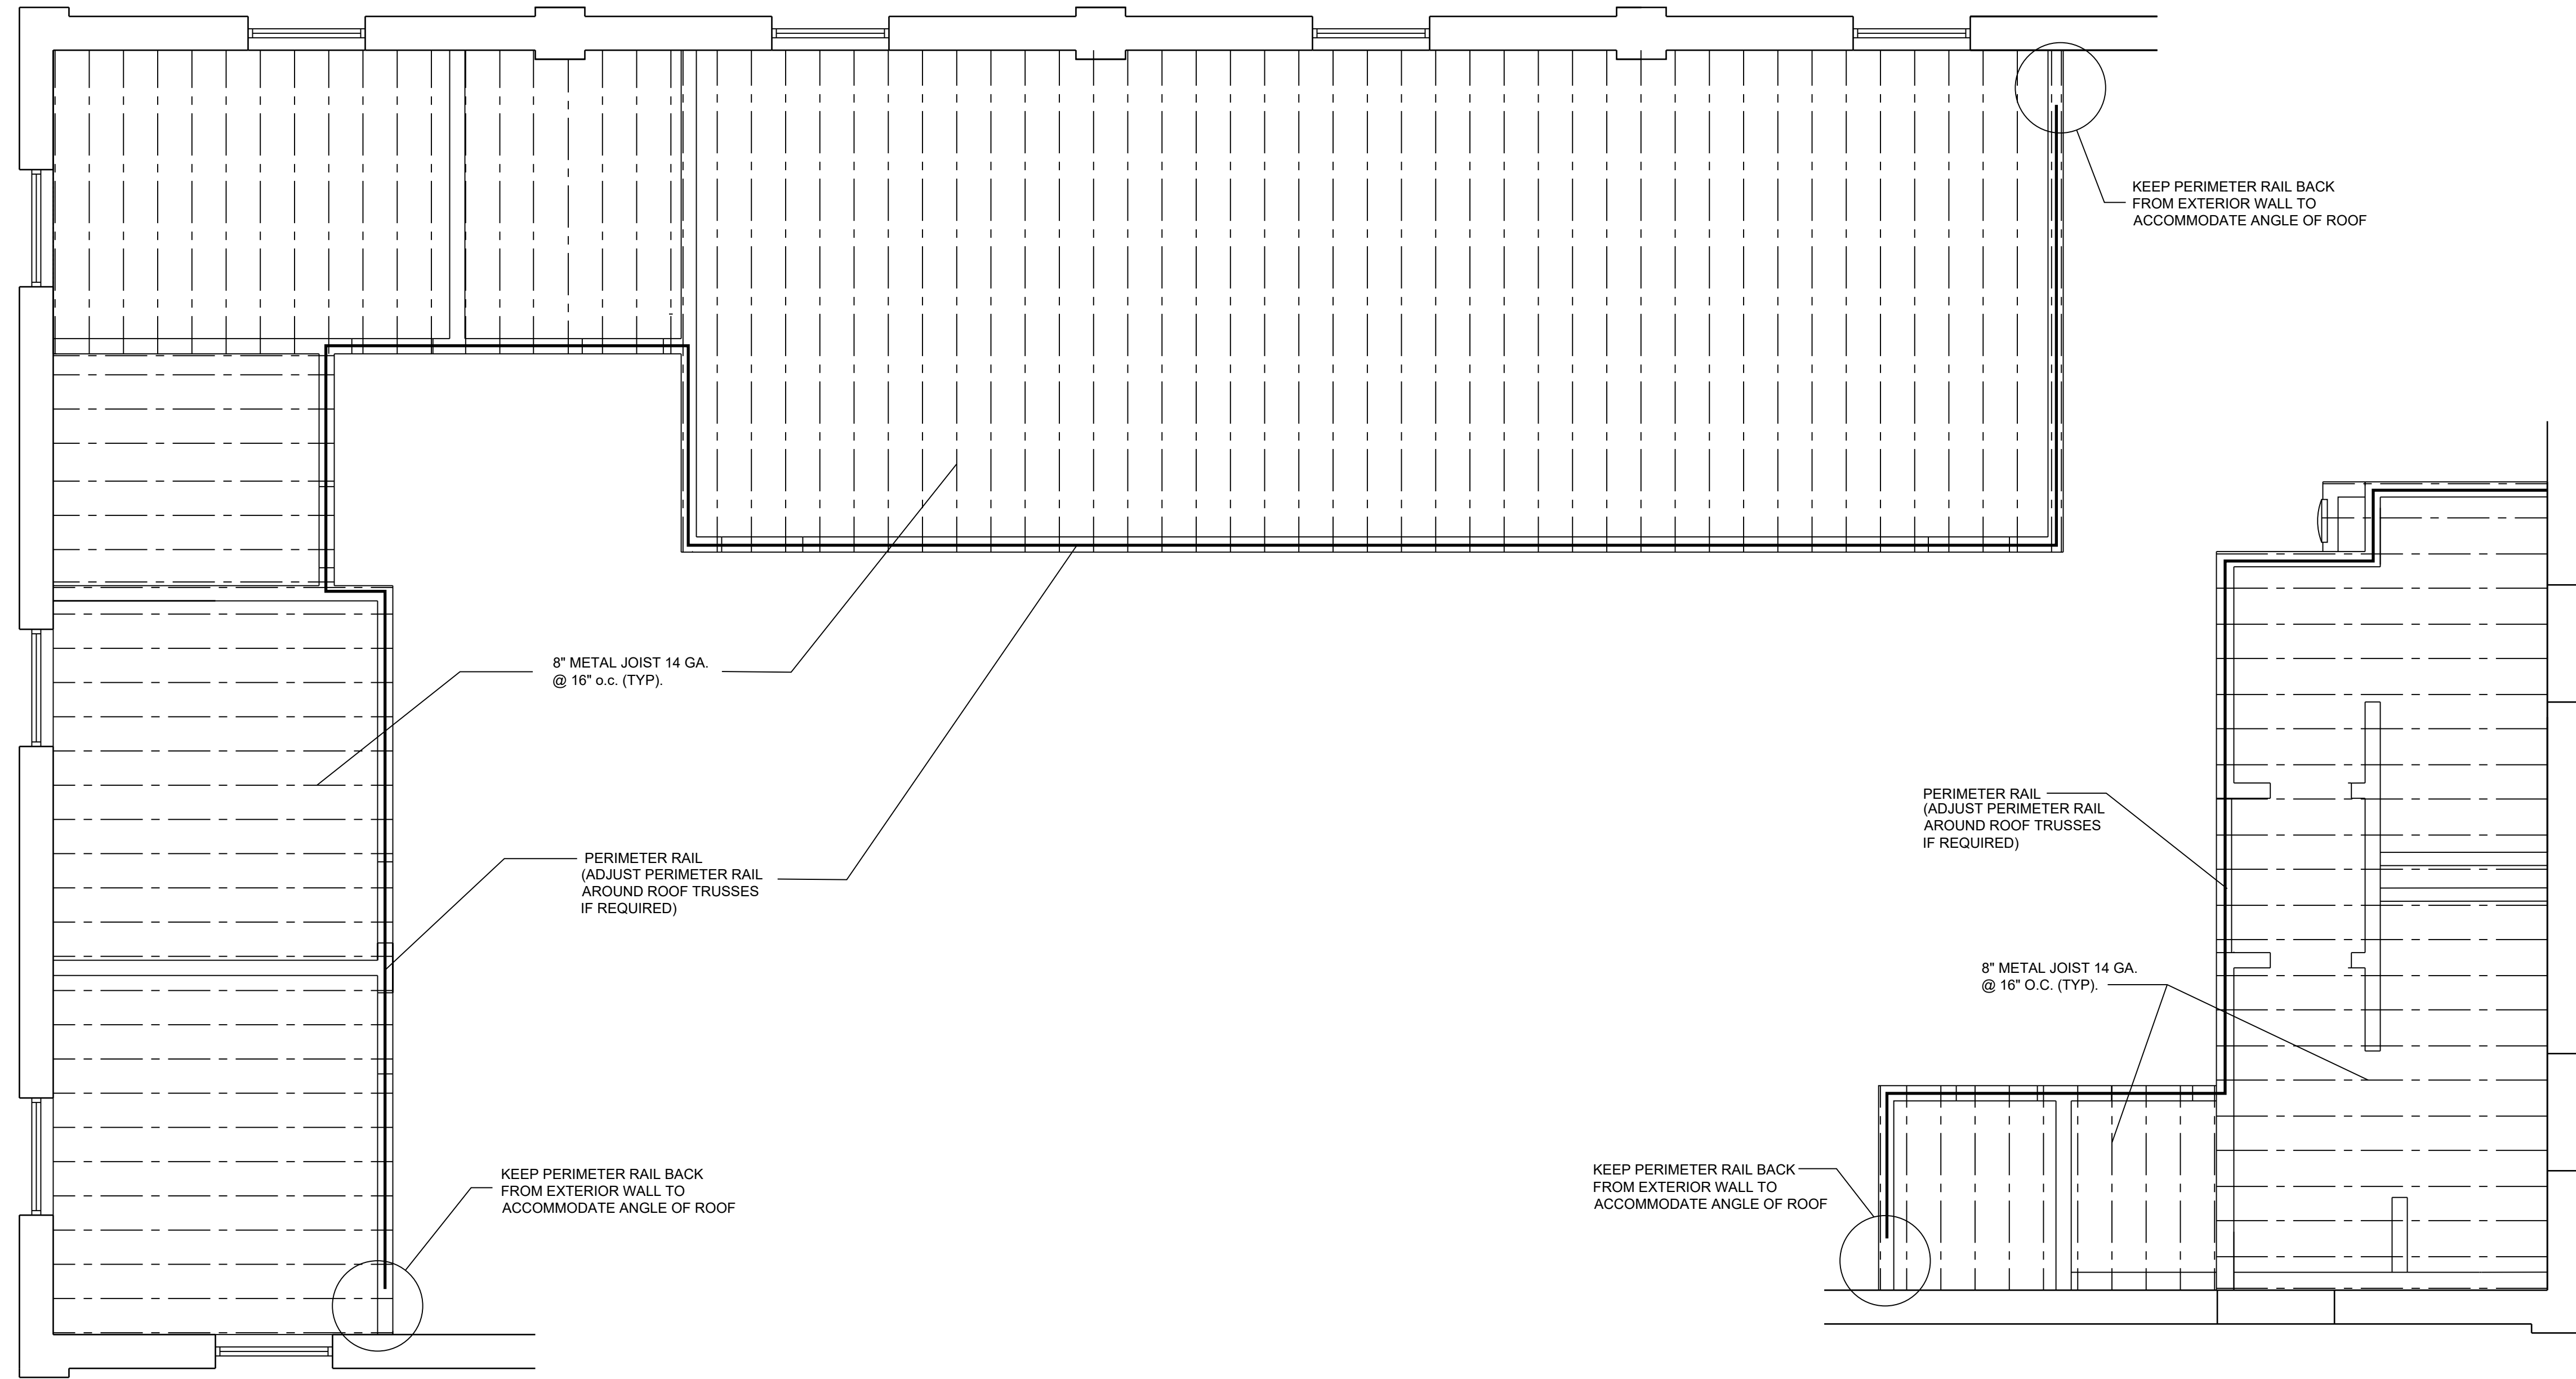 KEEP PERIMETER RAIL BACK
FROM EXTERIOR WALL TO
ACCOMMODATE ANGLE OF ROOF
8" METAL JOIST 14 GA.
@ 16" o.c. (TYP).
PERIMETER RAIL
(ADJUST PERIMETER RAIL
AROUND ROOF TRUSSES
IF REQUIRED)
PERIMETER RAIL
(ADJUST PERIMETER RAIL
AROUND ROOF TRUSSES
IF REQUIRED)
8" METAL JOIST 14 GA.
@ 16" O.C. (TYP).
KEEP PERIMETER RAIL BACK
FROM EXTERIOR WALL TO
ACCOMMODATE ANGLE OF ROOF
KEEP PERIMETER RAIL BACK
FROM EXTERIOR WALL TO
ACCOMMODATE ANGLE OF ROOF